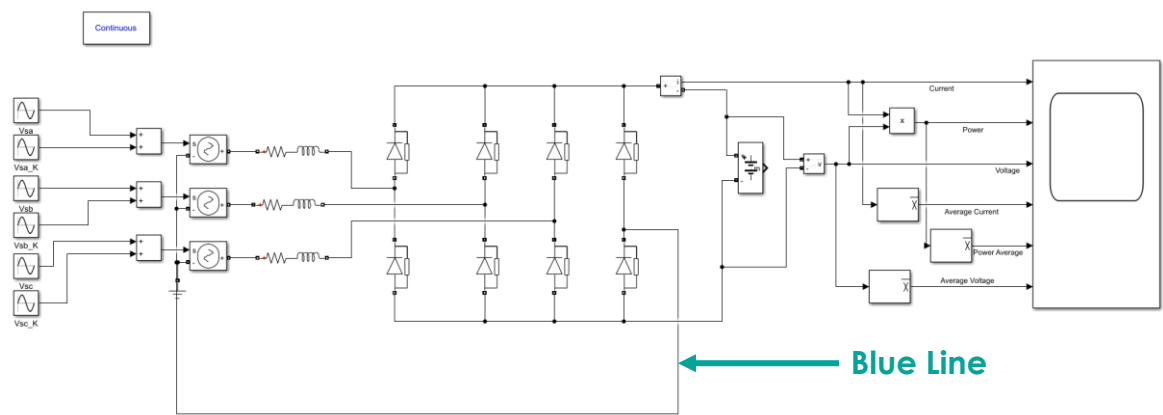 Continuous
Vsa
Vsa_K
Vsb
Vsb_K
Vsc
Vsc_K
+
+
+
+
+
+
s
-
+
s
-
+
s
-
+
+
i
-
+
m
-
+
-
v
x
Current
Power
Voltage
Average Current
Power Average
Average Voltage
Blue Line